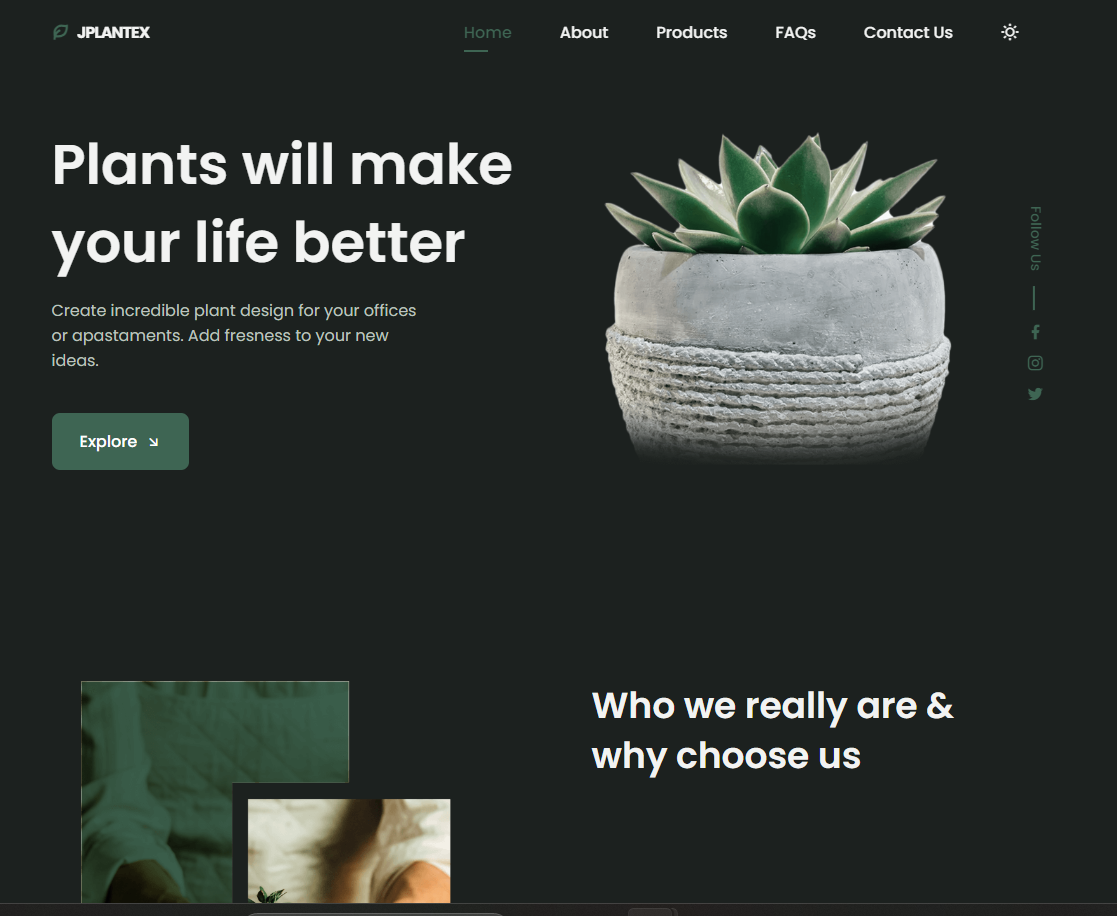 JPLANTEX
Home
About
Products
FAQs
Contact Us
Plants will make
your life better
Create incredible plant design for your offices
or apastaments. Add fresness to your new
ideas.
Explore
Follow Us
Who we really are &
why choose us